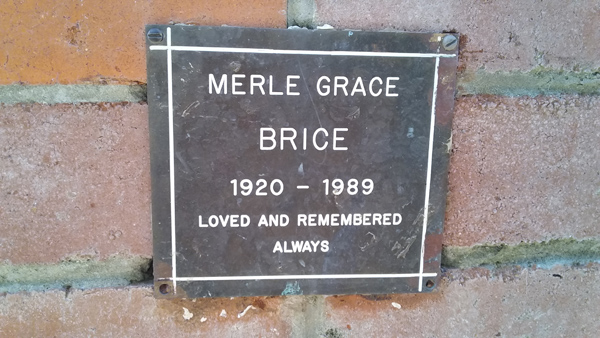 MERLE GRACE
BRICE
1920 – 1989
LOVED AND REMEMBERED
ALWAYS